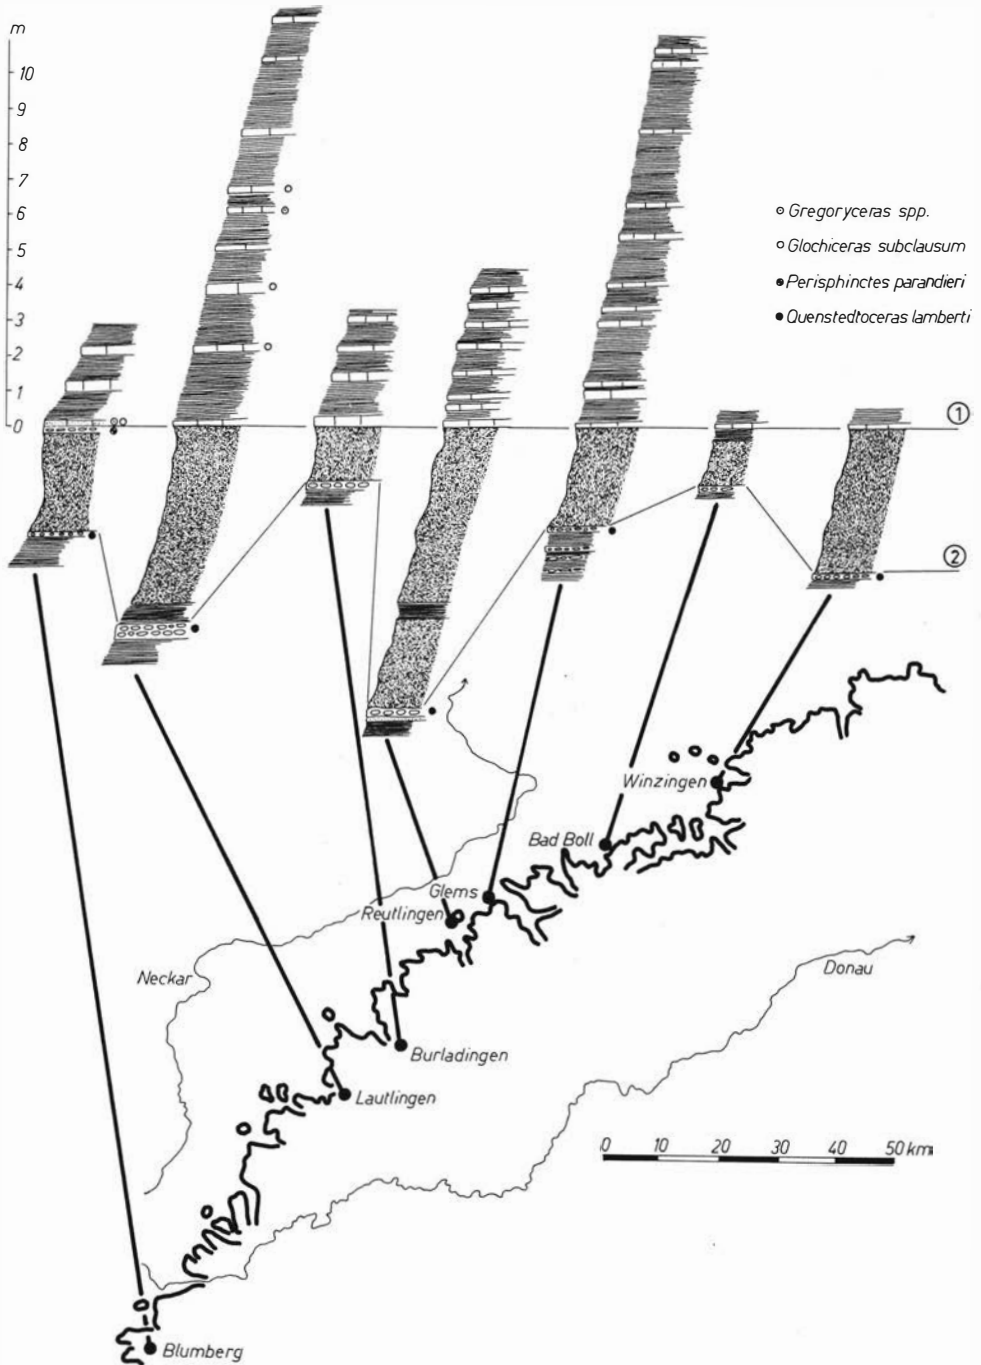 m
10
9
8
7
6
5
4
3
2
1
0
Gregoryceras spp.
Glochiceras subclausum
Perisphinctes parandieri
Quenstedtoceras lamberti
1
2
Winzingen
Bad Boll
Glems
Reutlingen
Neckar
Donau
Burladingen
Lautlingen
0 10 20 30 40 50 km
Blumberg